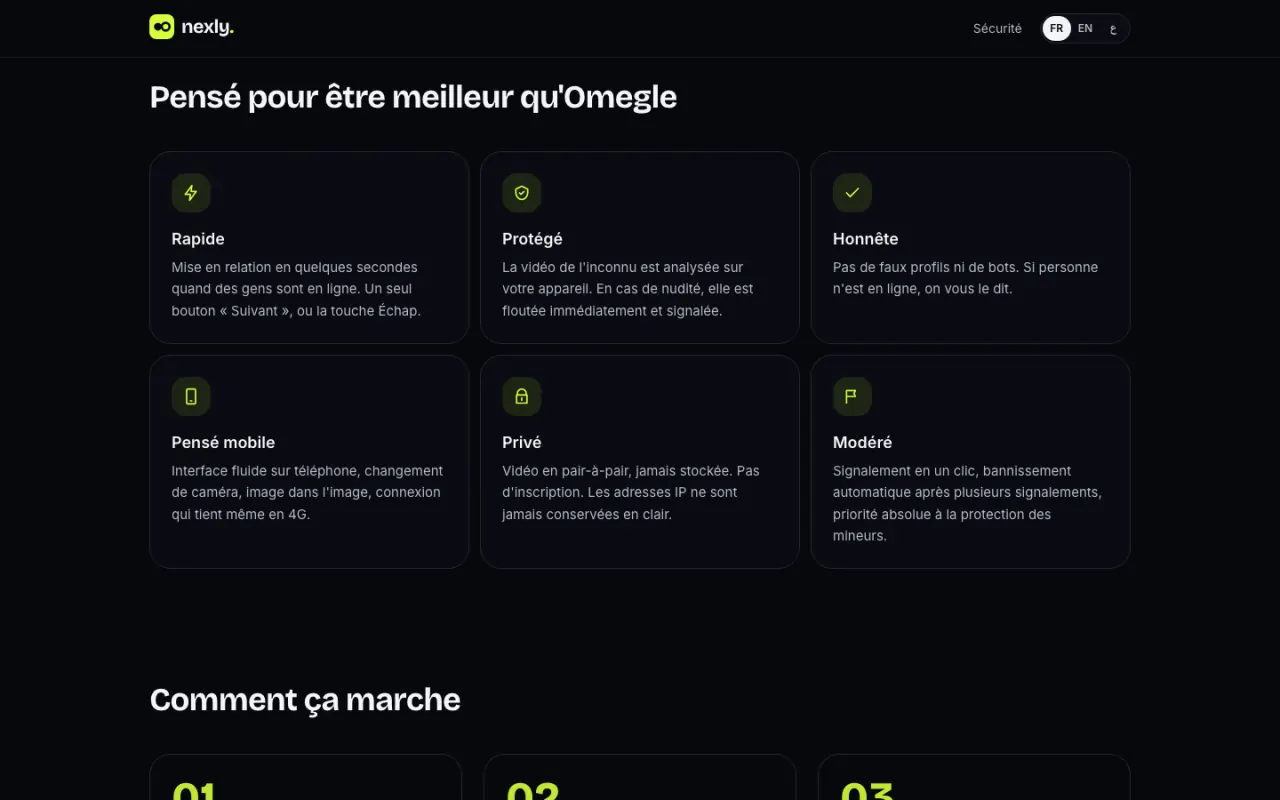 nexly.
Sécurité
FR
EN
ع
Pensé pour être meilleur qu'Omegle
Rapide
Mise en relation en quelques secondes
quand des gens sont en ligne. Un seul
bouton « Suivant », ou la touche Échap.
Protégé
La vidéo de l'inconnu est analysée sur
votre appareil. En cas de nudité, elle est
floutée immédiatement et signalée.
Honnête
Pas de faux profils ni de bots. Si personne
n'est en ligne, on vous le dit.
Pensé mobile
Interface fluide sur téléphone, changement
de caméra, image dans l'image, connexion
qui tient même en 4G.
Privé
Vidéo en pair-à-pair, jamais stockée. Pas
d'inscription. Les adresses IP ne sont
jamais conservées en clair.
Modéré
Signalement en un clic, bannissement
automatique après plusieurs signalements,
priorité absolue à la protection des
mineurs.
Comment ça marche
01
02
03